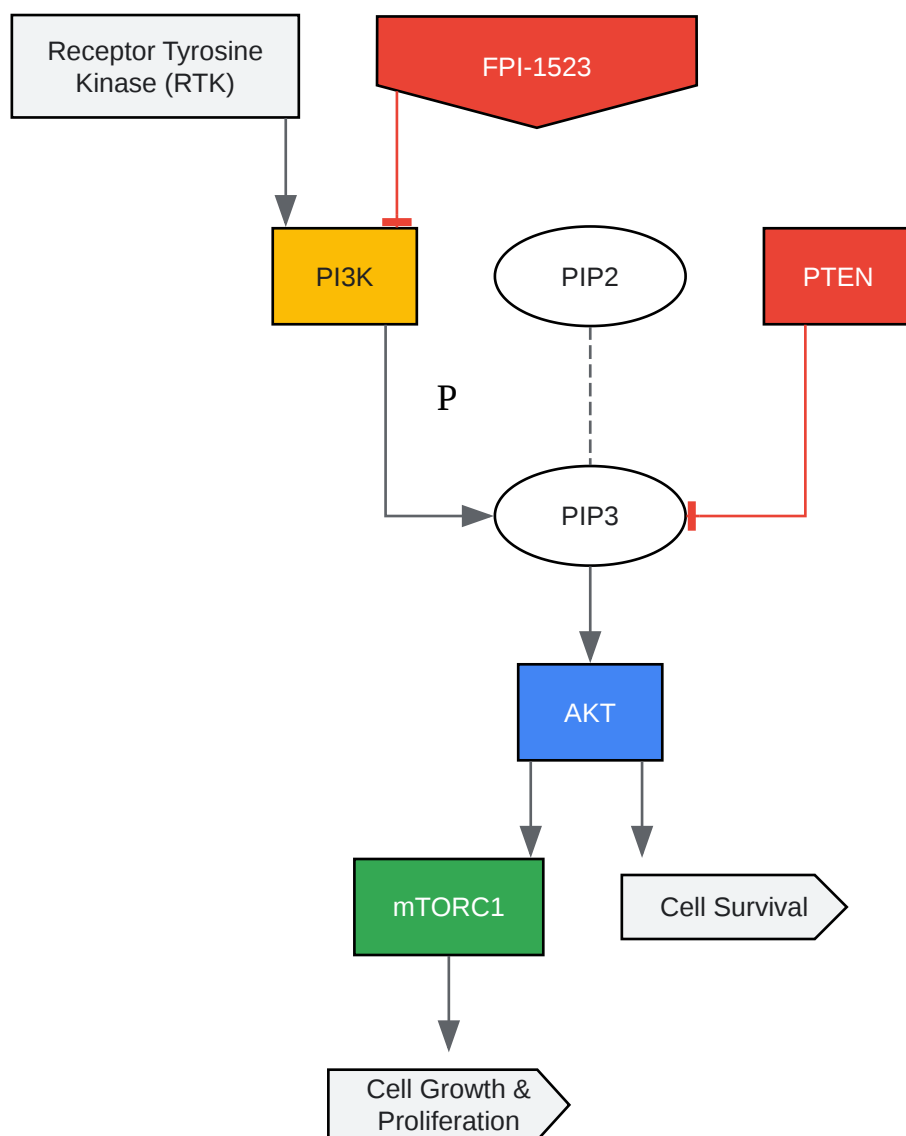 Receptor Tyrosine
Kinase (RTK)
FPI-1523
PI3K
PIP2
PTEN
P
PIP3
AKT
mTORC1
Cell Survival
Cell Growth &
Proliferation